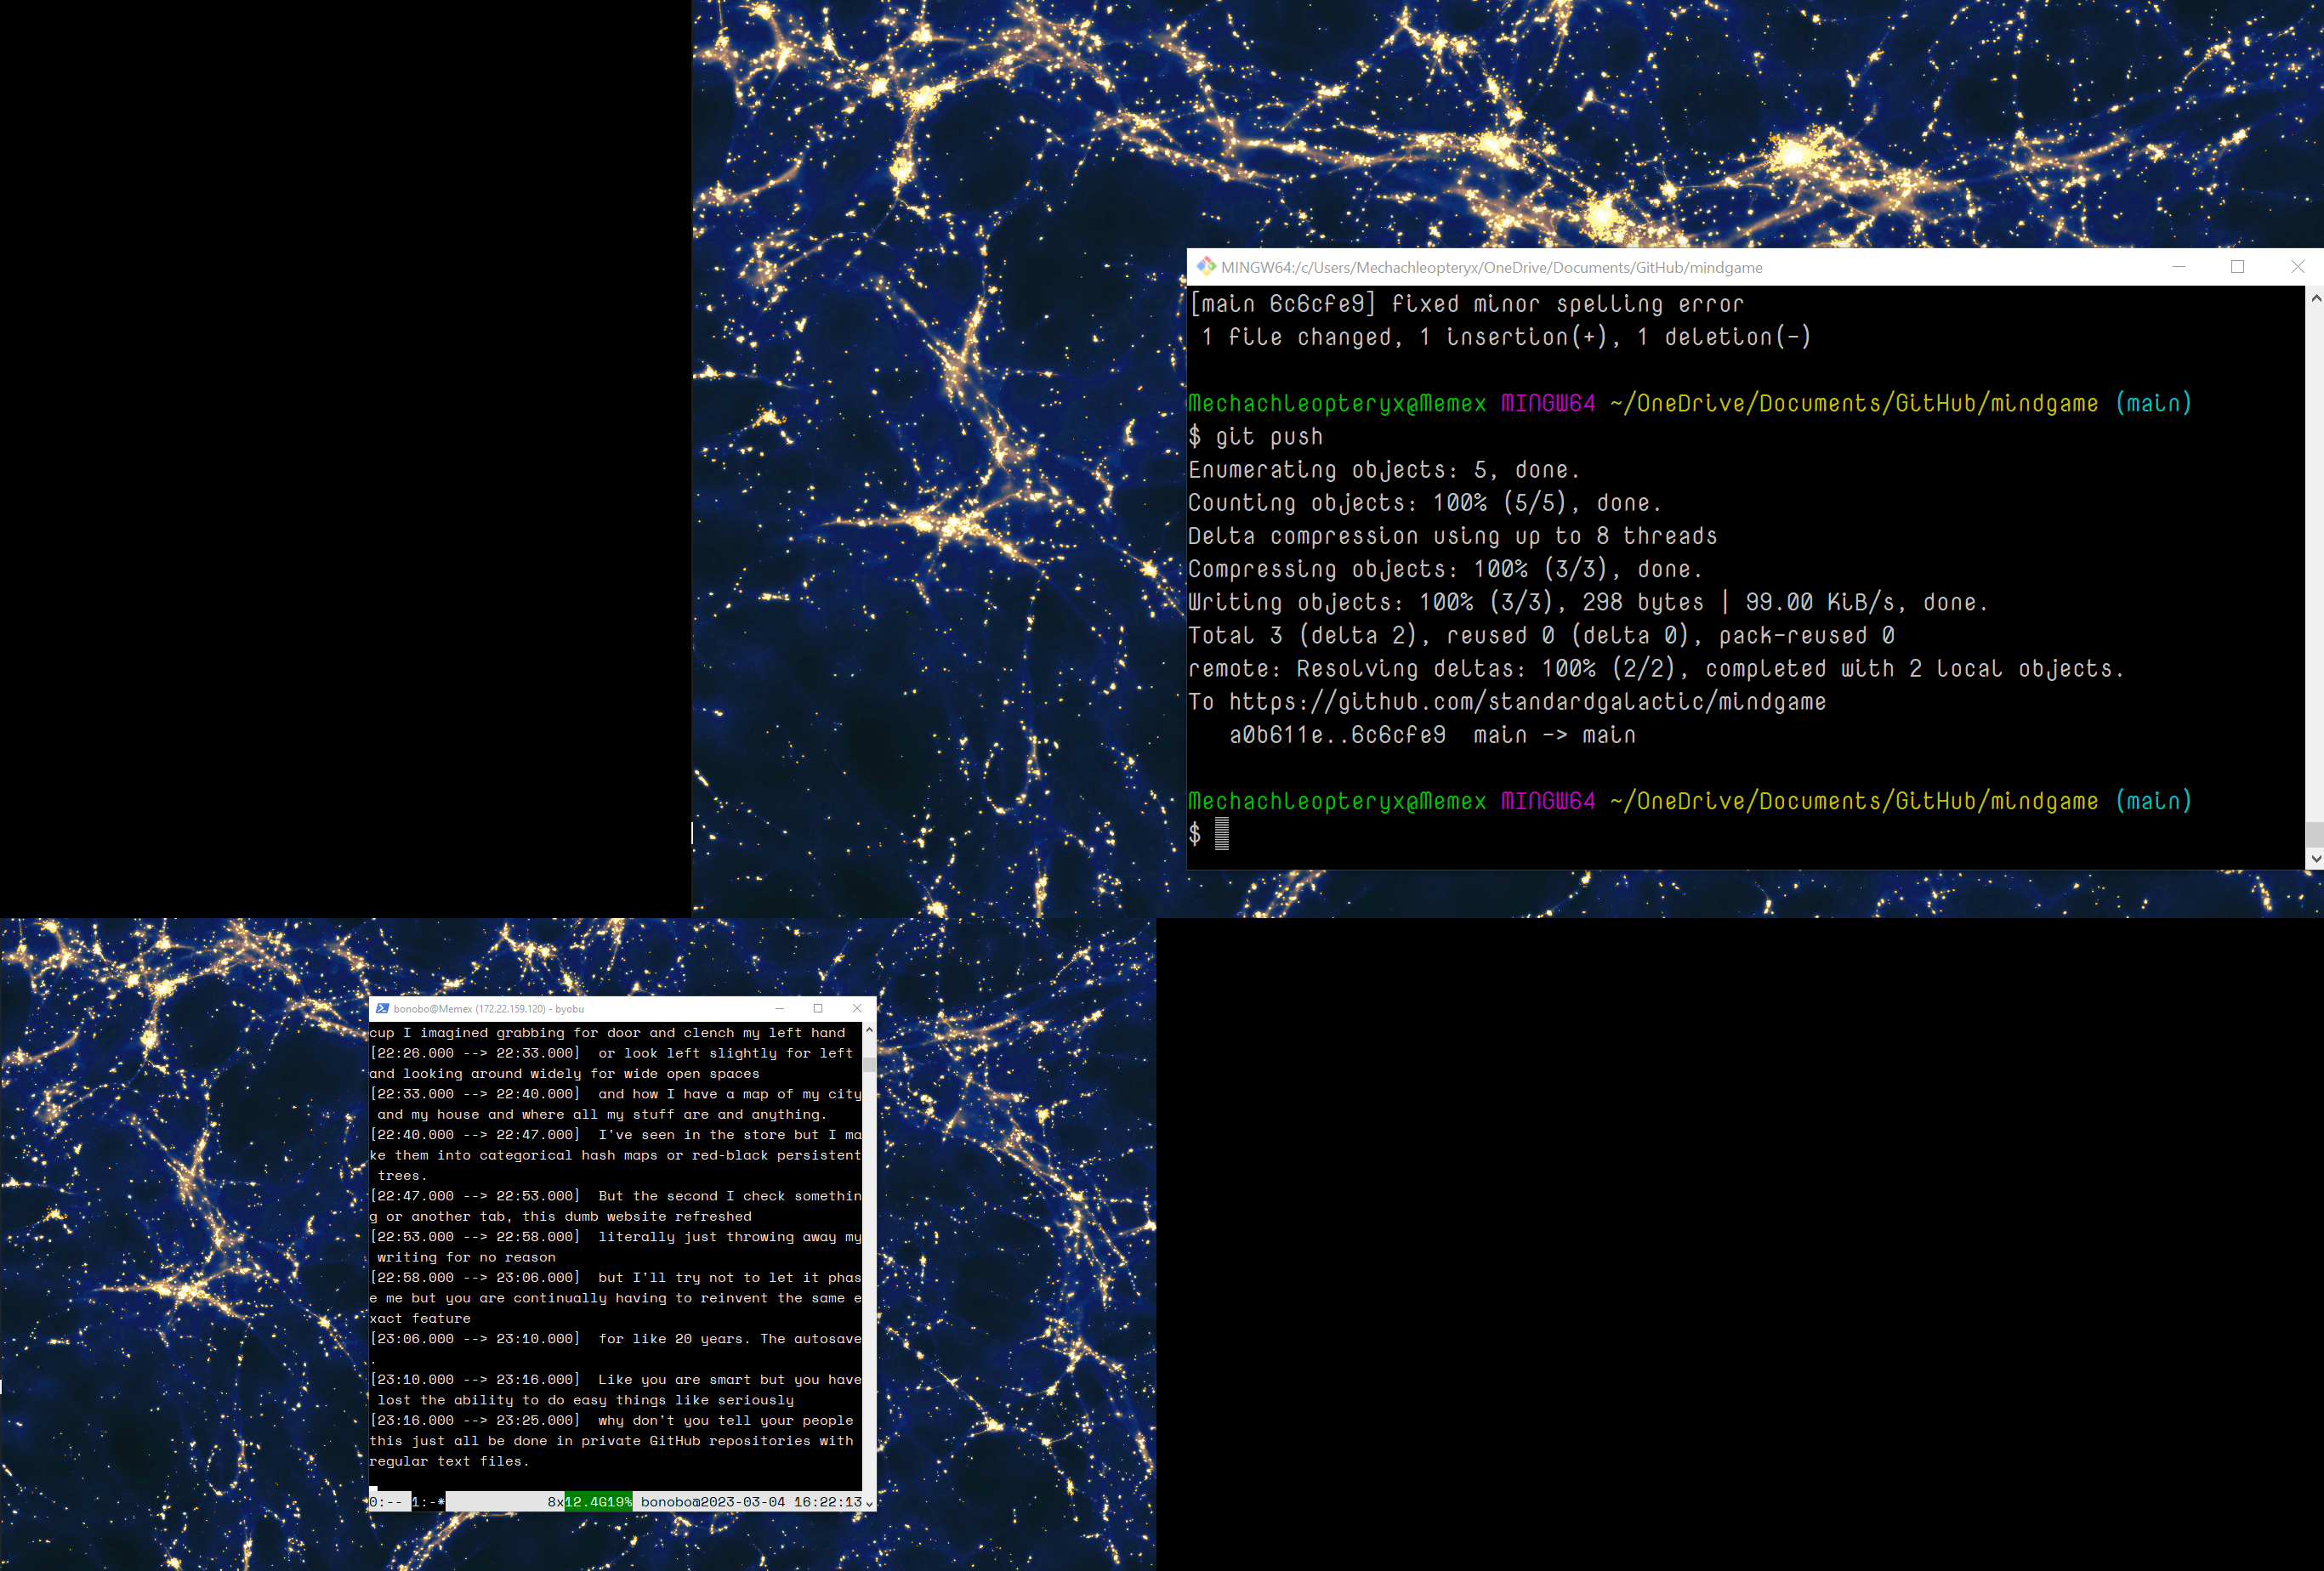 MINGW64:/c/Users/Mechachleopteryx/OneDrive/Documents/GitHub/mindgame
[main 6c6cfe9] fixed minor spelling error
 1 file changed, 1 insertion(+), 1 deletion(-)
Mechachleopteryx@Memex MINGW64 ~/OneDrive/Documents/GitHub/mindgame (main)
$ git push
Enumerating objects: 5, done.
Counting objects: 100% (5/5), done.
Delta compression using up to 8 threads
Compressing objects: 100% (3/3), done.
Writing objects: 100% (3/3), 298 bytes | 99.00 KiB/s, done.
Total 3 (delta 2), reused 0 (delta 0), pack-reused 0
remote: Resolving deltas: 100% (2/2), completed with 2 local objects.
To https://github.com/standardgalactic/mindgame
   a0b611e..6c6cfe9  main -> main
Mechachleopteryx@Memex MINGW64 ~/OneDrive/Documents/GitHub/mindgame (main)
$
bonobo@Memex (172.22.159.120) - byobu
cup I imagined grabbing for door and clench my left hand
[22:26.000 --> 22:33.000]  or look left slightly for left
and looking around widely for wide open spaces
[22:33.000 --> 22:40.000]  and how I have a map of my city
 and my house and where all my stuff are and anything.
[22:40.000 --> 22:47.000]  I've seen in the store but I ma
ke them into categorical hash maps or red-black persistent
 trees.
[22:47.000 --> 22:53.000]  But the second I check somethin
g or another tab, this dumb website refreshed
[22:53.000 --> 22:58.000]  literally just throwing away my
 writing for no reason
[22:58.000 --> 23:06.000]  but I'll try not to let it phas
e me but you are continually having to reinvent the same e
xact feature
[23:06.000 --> 23:10.000]  for like 20 years. The autosave
.
[23:10.000 --> 23:16.000]  Like you are smart but you have
 lost the ability to do easy things like seriously
[23:16.000 --> 23:25.000]  why don't you tell your people
this just all be done in private GitHub repositories with
regular text files.
0:-- 1:-* 8x12.4G19% bonobo@2023-03-04 16:22:13